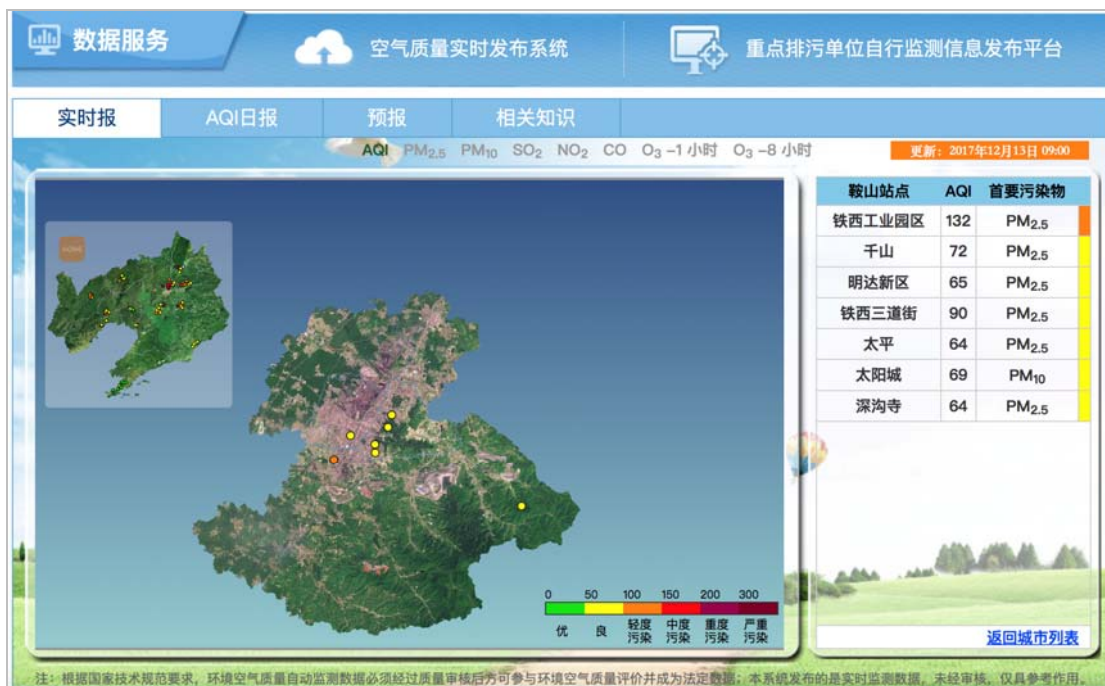 数据服务 空气质量实时发布系统 重点排污单位自行监测信息发布平台
实时报 AQI日报 预报 相关知识
AQI PM2.5 PM10 SO2 NO2 CO O3 -1 小时 O3 -8 小时
更新：2017年12月13日 09:00
HOME
鞍山站点 AQI 首要污染物
铁西工业园区 132 PM2.5
千山 72 PM2.5
明达新区 65 PM2.5
铁西三道街 90 PM2.5
太平 64 PM2.5
太阳城 69 PM10
深沟寺 64 PM2.5
0 50 100 150 200 300
优 良 轻度污染 中度污染 重度污染 严重污染
返回城市列表
注：根据国家技术规范要求，环境空气质量自动监测数据必须经过质量审核后方可参与环境空气质量评价并成为法定数据；本系统发布的是实时监测数据，未经审核，仅具参考作用。